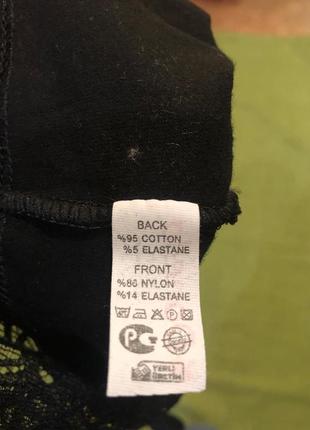 BACK
%95 COTTON
%5 ELASTANE
FRONT
%86 NYLON
%14 ELASTANE
YERLİ
ÜRETİM